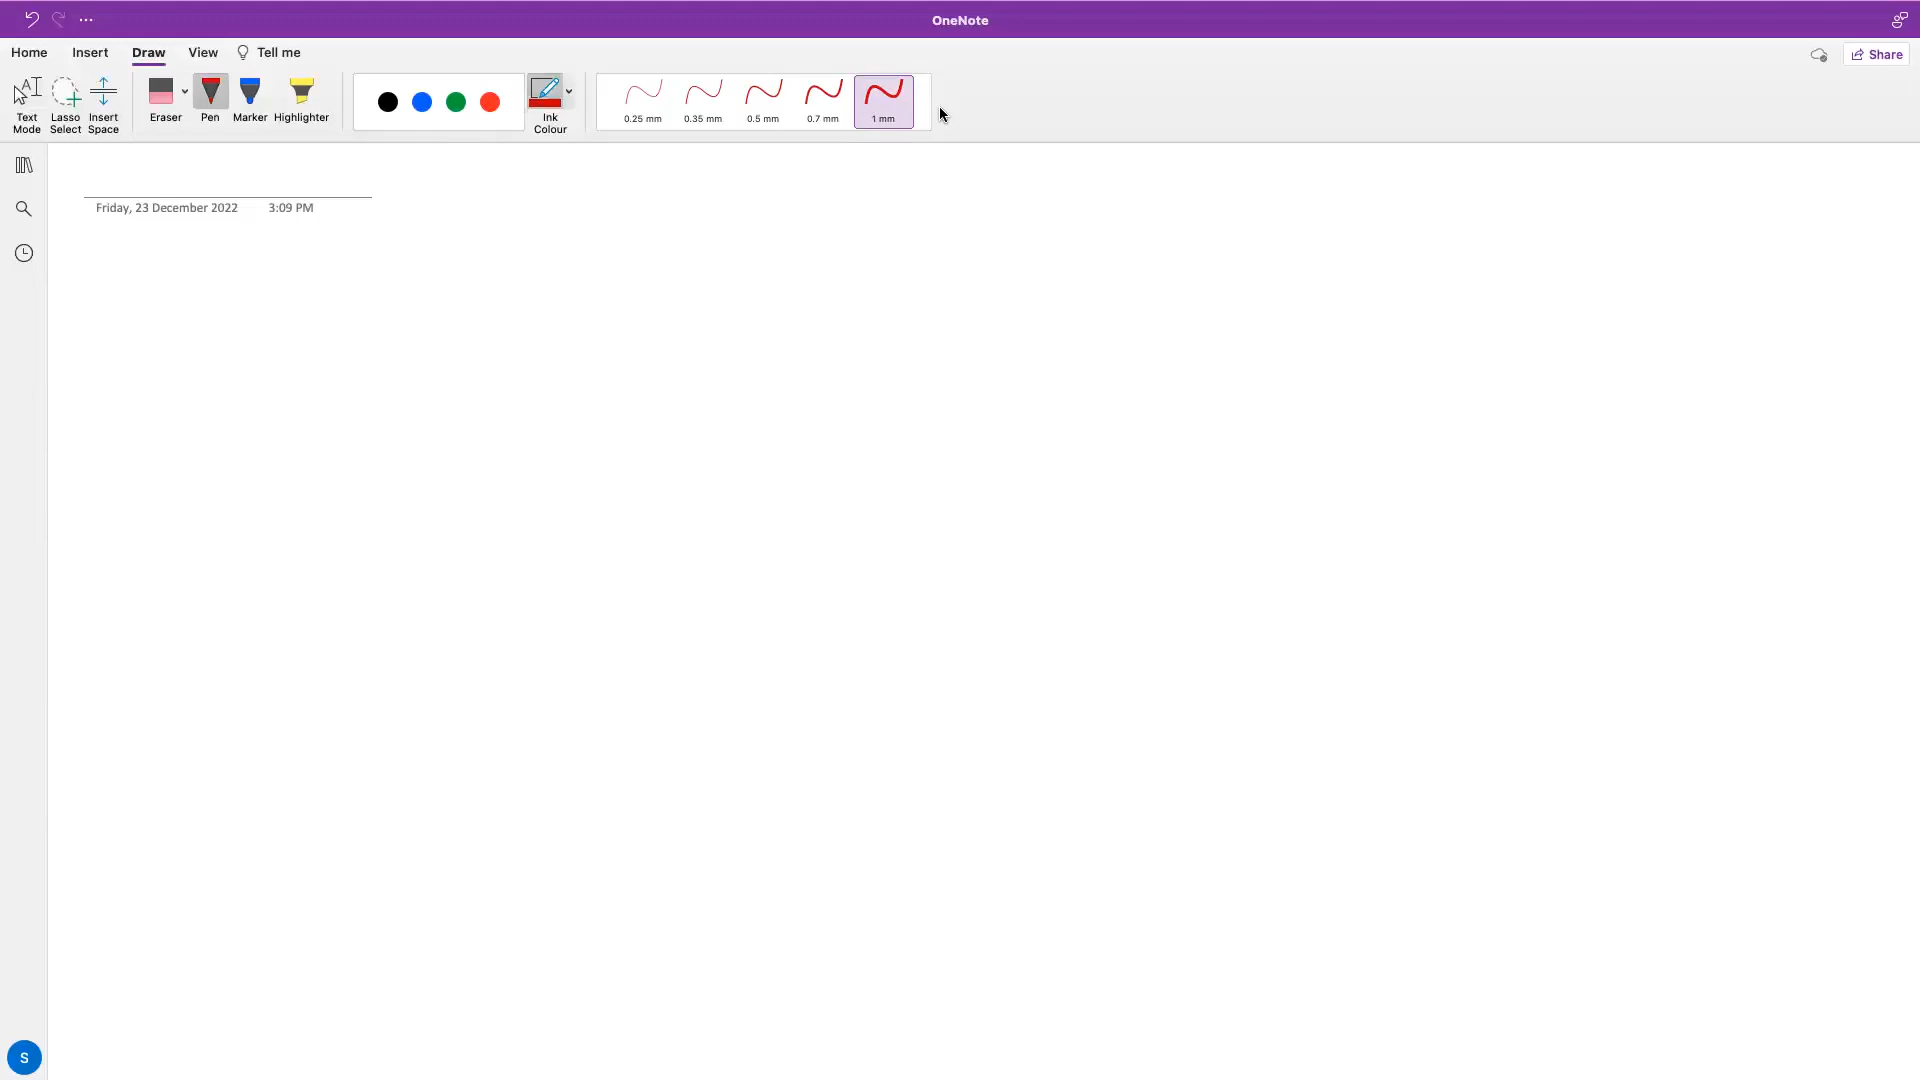 OneNote
Home Insert Draw View Tell me
Share
Text Mode
Lasso Select
Insert Space
Eraser
Pen
Marker
Highlighter
Ink Colour
0.25 mm
0.35 mm
0.5 mm
0.7 mm
1 mm
Friday, 23 December 2022 3:09 PM
S